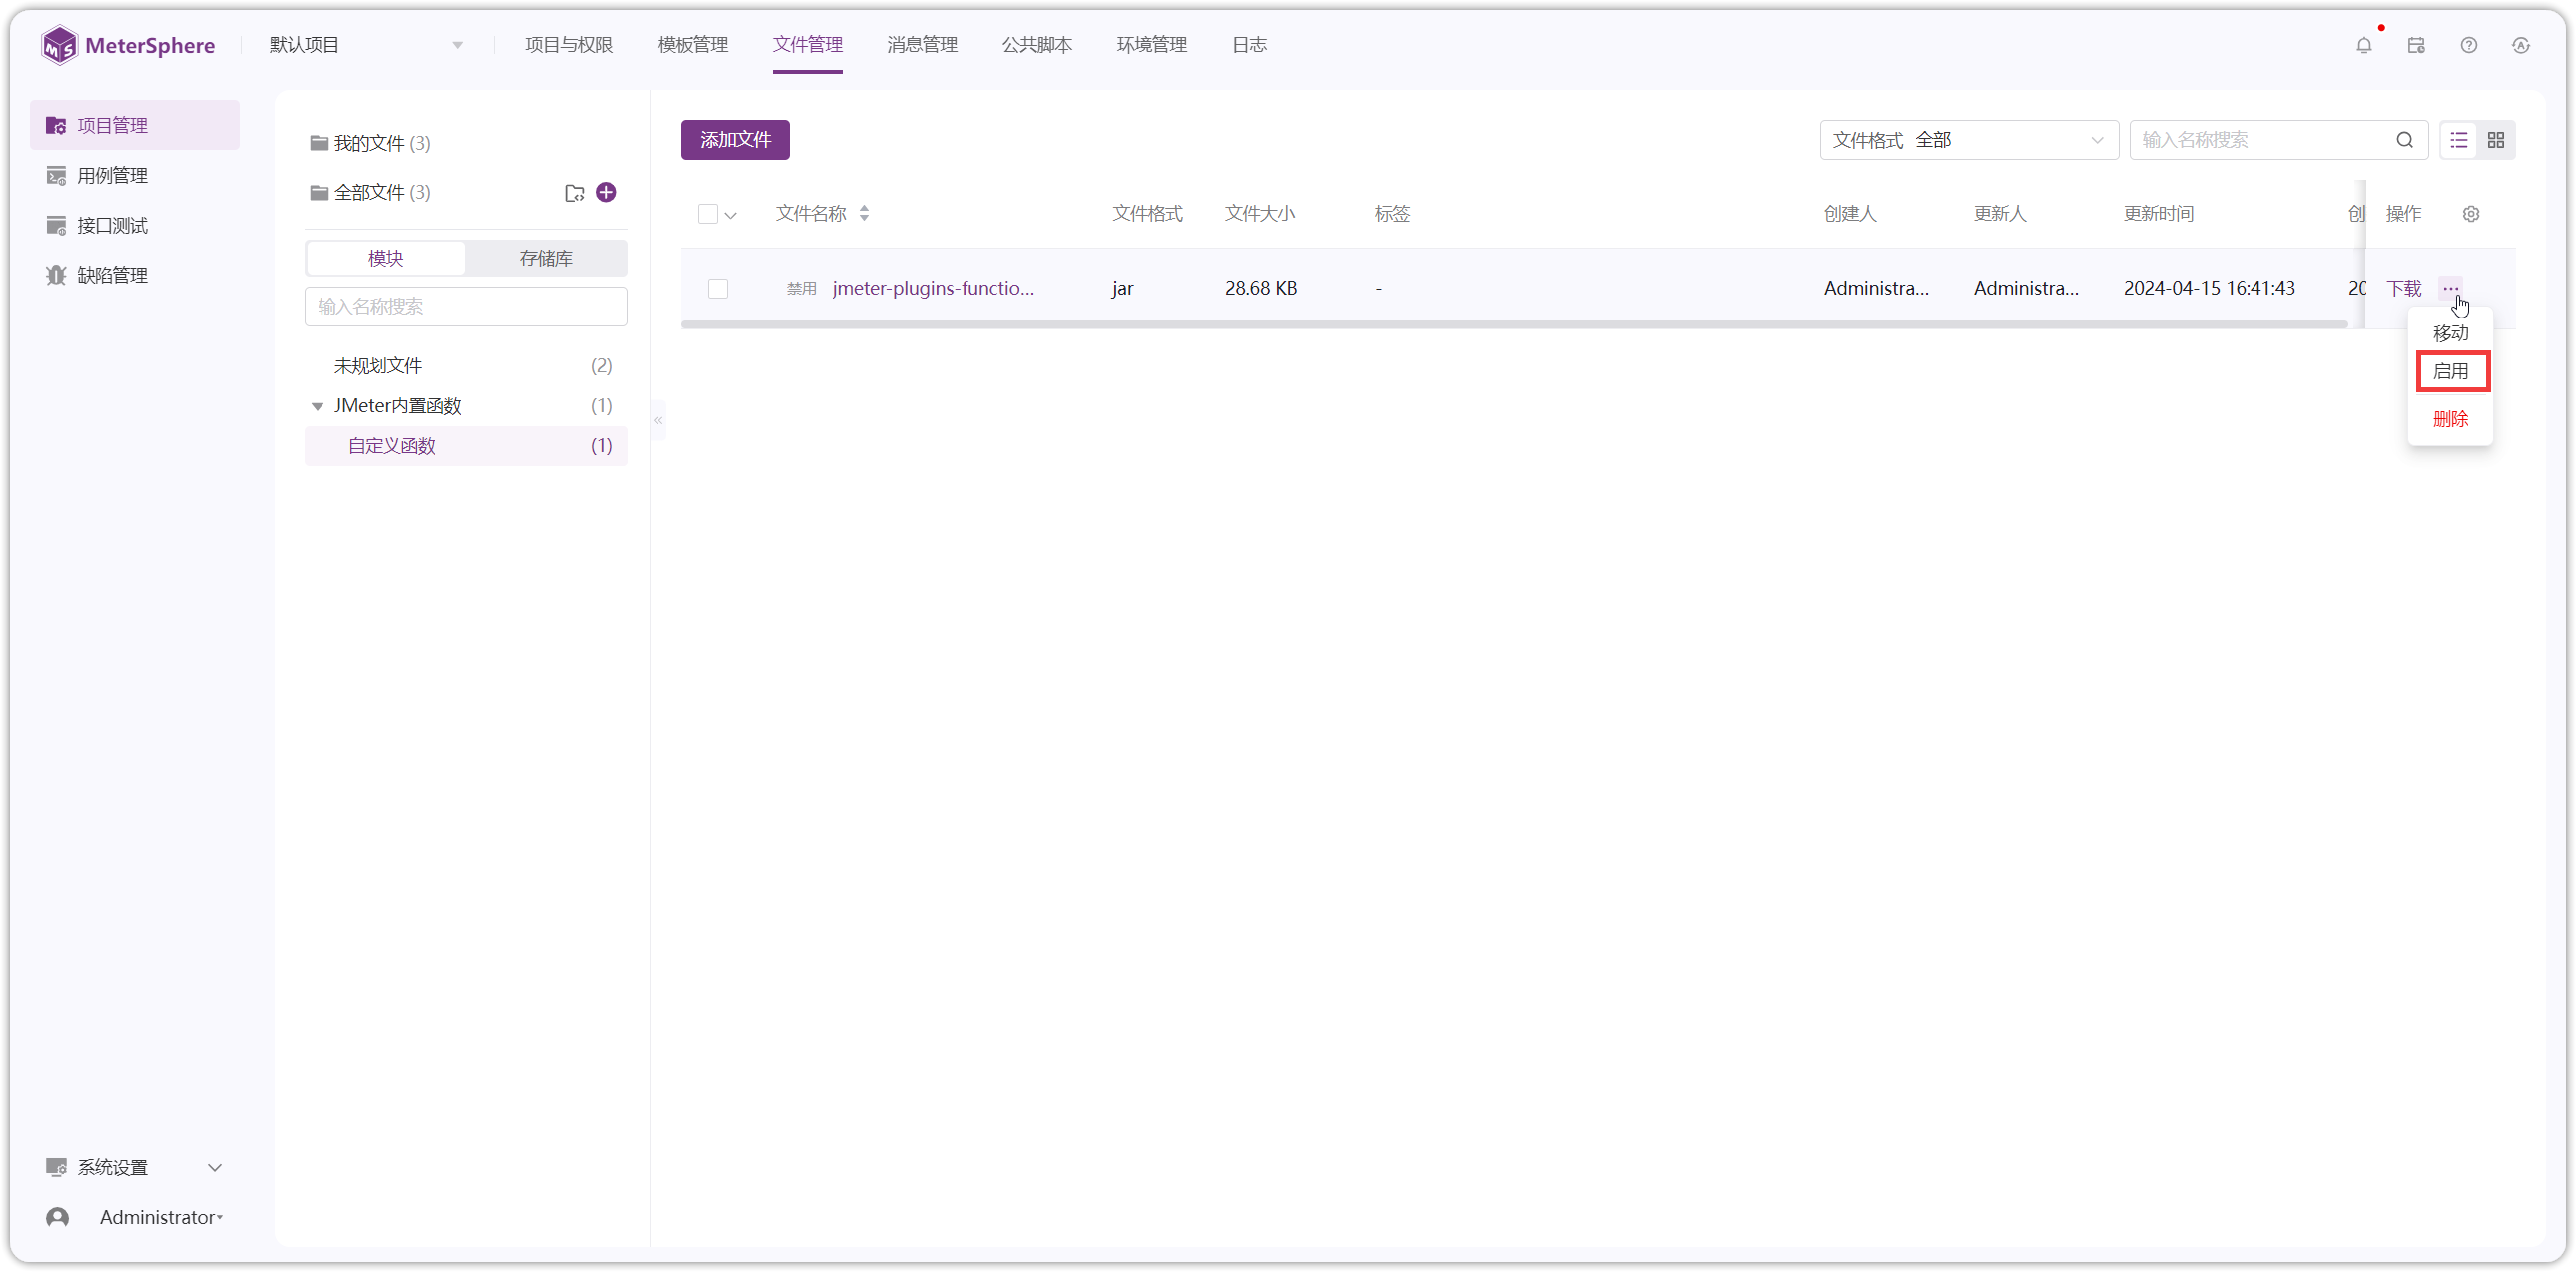 MeterSphere
默认项目
项目与权限
模板管理
文件管理
消息管理
公共脚本
环境管理
日志
项目管理
用例管理
接口测试
缺陷管理
系统设置
Administrator
我的文件 (3)
全部文件 (3)
模块
存储库
输入名称搜索
未规划文件 (2)
JMeter内置函数 (1)
自定义函数 (1)
添加文件
文件格式 全部
输入名称搜索
文件名称 文件格式 文件大小 标签 创建人 更新人 更新时间 创 操作
禁用 jmeter-plugins-functio... jar 28.68 KB - Administra... Administra... 2024-04-15 16:41:43 20 下载 ...
移动
启用
删除